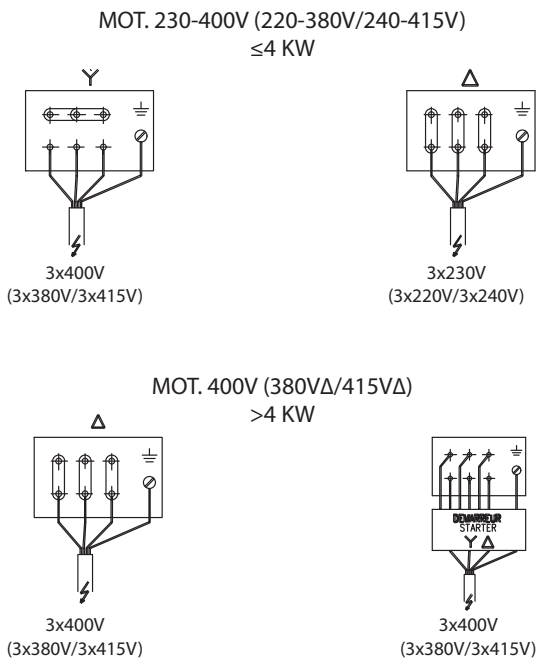 MOT. 230-400V (220-380V/240-415V)
≤4 KW
Y
Δ
3x400V
(3x380V/3x415V)
3x230V
(3x220V/3x240V)
MOT. 400V (380VΔ/415VΔ)
>4 KW
Δ
DEMARREUR
STARTER
Y Δ
3x400V
(3x380V/3x415V)
3x400V
(3x380V/3x415V)